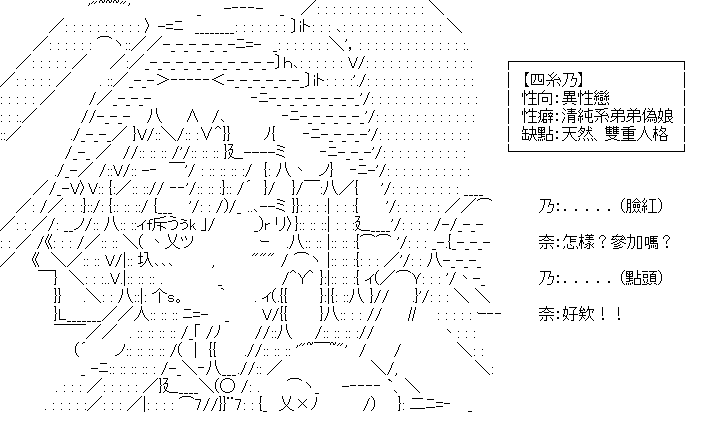 【四糸乃】
性向：異性戀
性癖：清純系弟弟偽娘
缺點：天然、雙重人格
乃：．．．．．（臉紅）
奈：怎樣？參加嗎？
乃：．．．．．（點頭）
奈：好欸！！